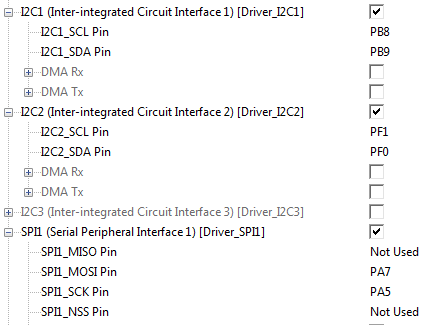 I2C1 (Inter-integrated Circuit Interface 1) [Driver_I2C1]
I2C1_SCL Pin PB8
I2C1_SDA Pin PB9
DMA Rx
DMA Tx
I2C2 (Inter-integrated Circuit Interface 2) [Driver_I2C2]
I2C2_SCL Pin PF1
I2C2_SDA Pin PF0
DMA Rx
DMA Tx
I2C3 (Inter-integrated Circuit Interface 3) [Driver_I2C3]
SPI1 (Serial Peripheral Interface 1) [Driver_SPI1]
SPI1_MISO Pin Not Used
SPI1_MOSI Pin PA7
SPI1_SCK Pin PA5
SPI1_NSS Pin Not Used